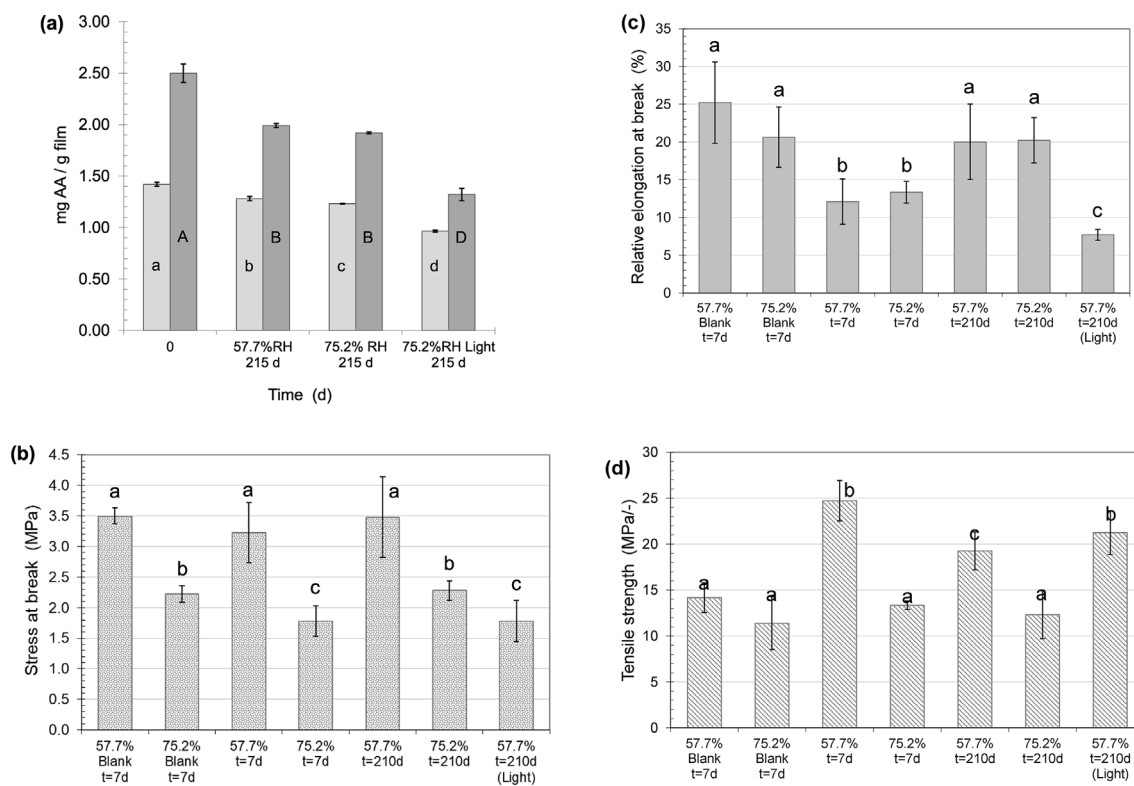 (a)
mg AA / g film
3.00
2.50
2.00
1.50
1.00
0.50
0.00
a
A
b
B
c
B
d
D
0
57.7%RH
215 d
75.2% RH
215 d
75.2%RH Light
215 d
Time (d)
(c)
Relative elongation at break (%)
35
30
25
20
15
10
5
0
a
a
b
b
a
a
c
57.7%
Blank
t=7d
75.2%
Blank
t=7d
57.7%
t=7d
75.2%
t=7d
57.7%
t=210d
75.2%
t=210d
57.7%
t=210d
(Light)
(b)
Stress at break (MPa)
4.5
4.0
3.5
3.0
2.5
2.0
1.5
1.0
0.5
0.0
a
b
a
c
a
b
c
57.7%
Blank
t=7d
75.2%
Blank
t=7d
57.7%
t=7d
75.2%
t=7d
57.7%
t=210d
75.2%
t=210d
57.7%
t=210d
(Light)
(d)
Tensile strength (MPa/-)
30
25
20
15
10
5
0
a
a
b
a
c
a
b
57.7%
Blank
t=7d
75.2%
Blank
t=7d
57.7%
t=7d
75.2%
t=7d
57.7%
t=210d
75.2%
t=210d
57.7%
t=210d
(Light)